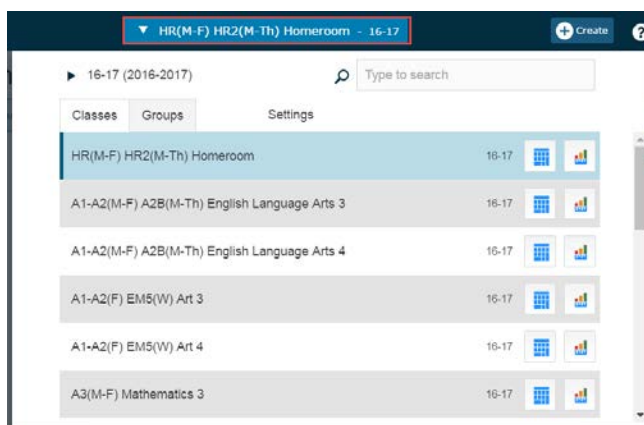 HR(M-F) HR2(M-Th) Homeroom - 16-17
Create
?
16-17 (2016-2017)
Type to search
Classes Groups Settings
HR(M-F) HR2(M-Th) Homeroom 16-17
A1-A2(M-F) A2B(M-Th) English Language Arts 3 16-17
A1-A2(M-F) A2B(M-Th) English Language Arts 4 16-17
A1-A2(F) EM5(W) Art 3 16-17
A1-A2(F) EM5(W) Art 4 16-17
A3(M-F) Mathematics 3 16-17